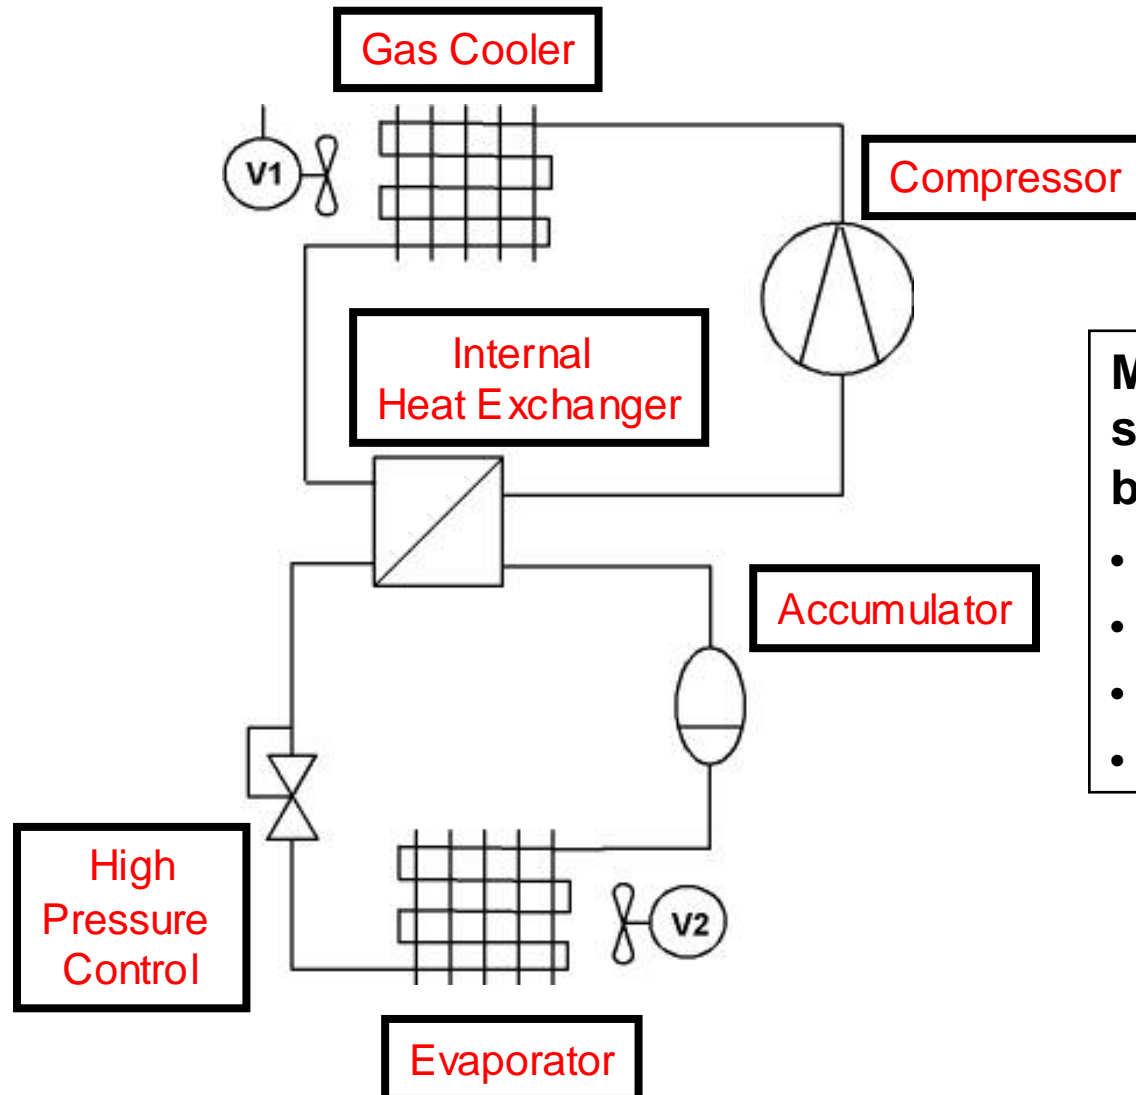 Gas Cooler
V1
Compressor
Internal
Heat Exchanger
Accumulator
High
Pressure
Control
V2
Evaporator